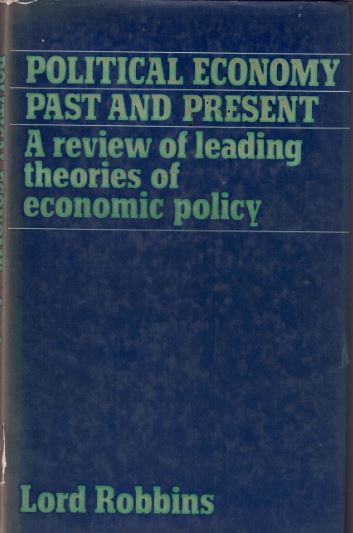 POLITICAL ECONOMY
PAST AND PRESENT
A review of leading
theories of
economic policy
Lord Robbins